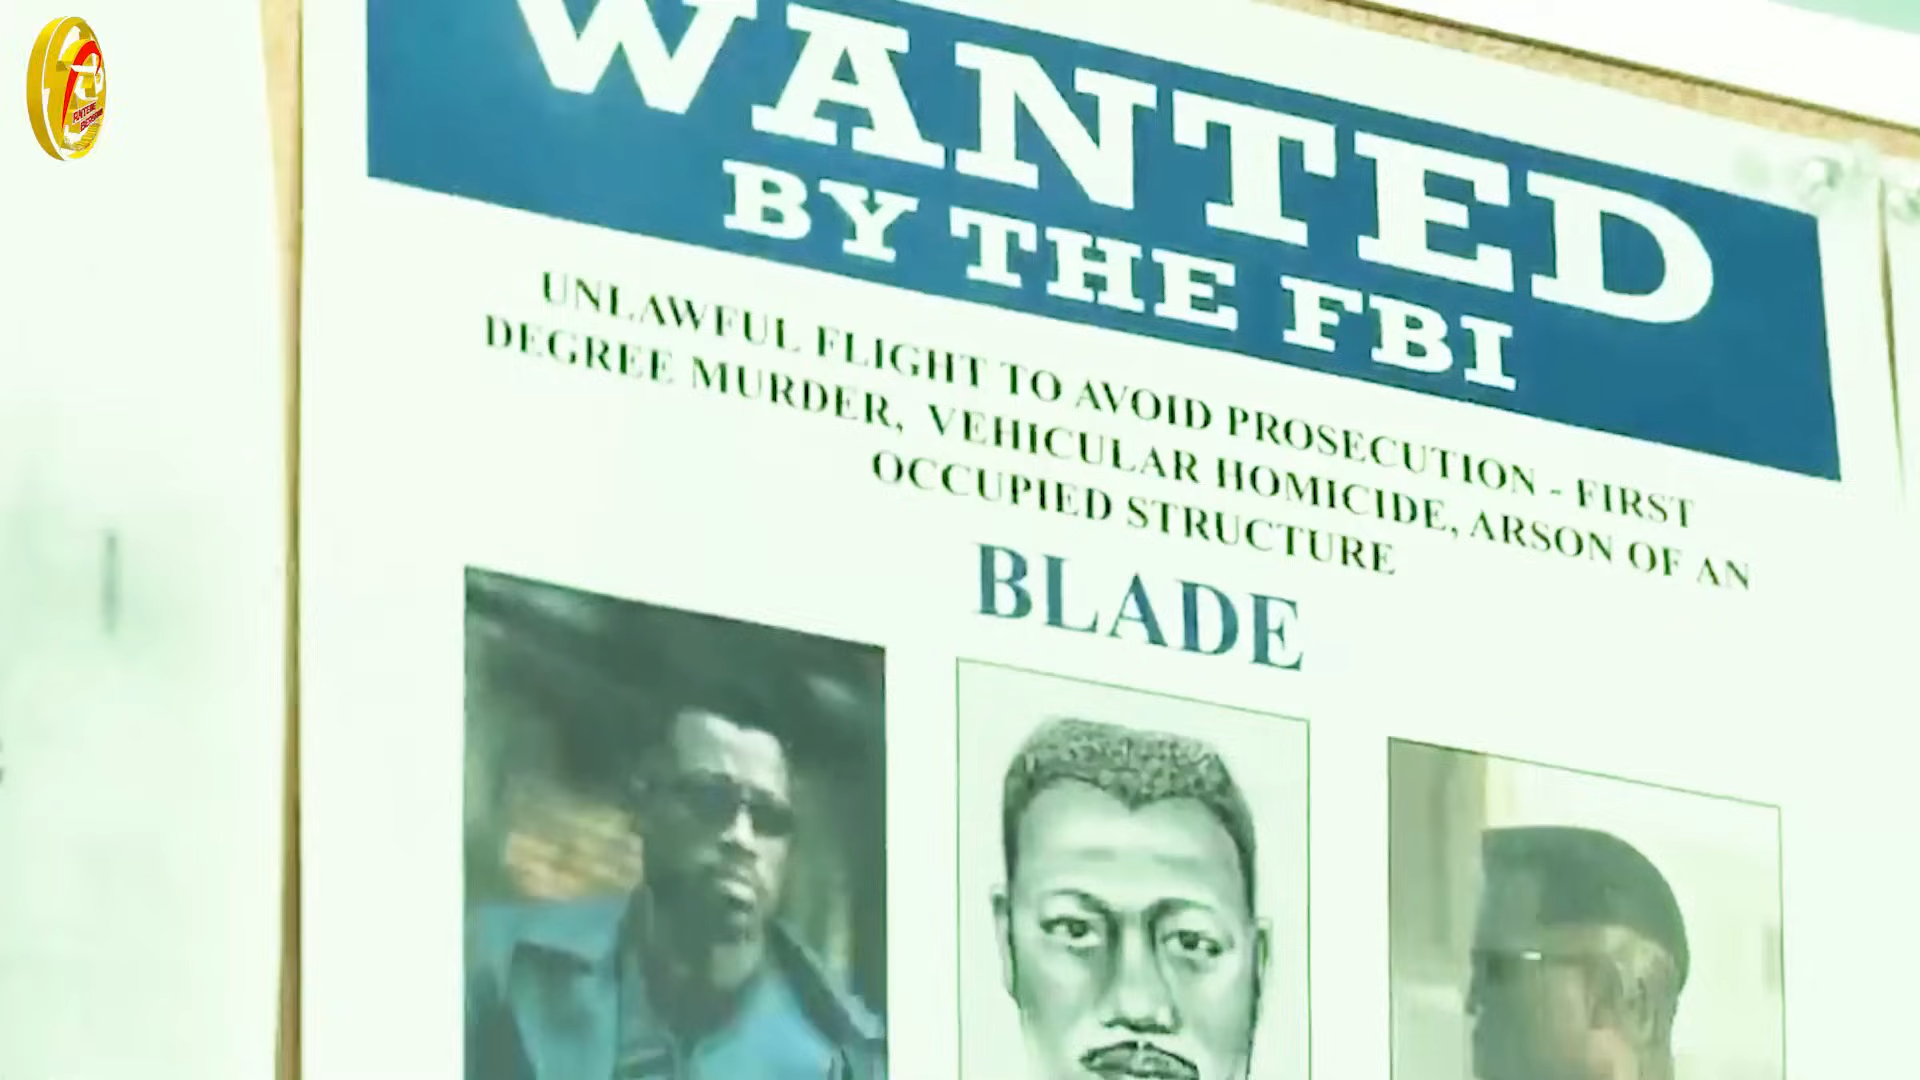 WANTED
BY THE FBI
UNLAWFUL FLIGHT TO AVOID PROSECUTION - FIRST
DEGREE MURDER, VEHICULAR HOMICIDE, ARSON OF AN
OCCUPIED STRUCTURE
BLADE